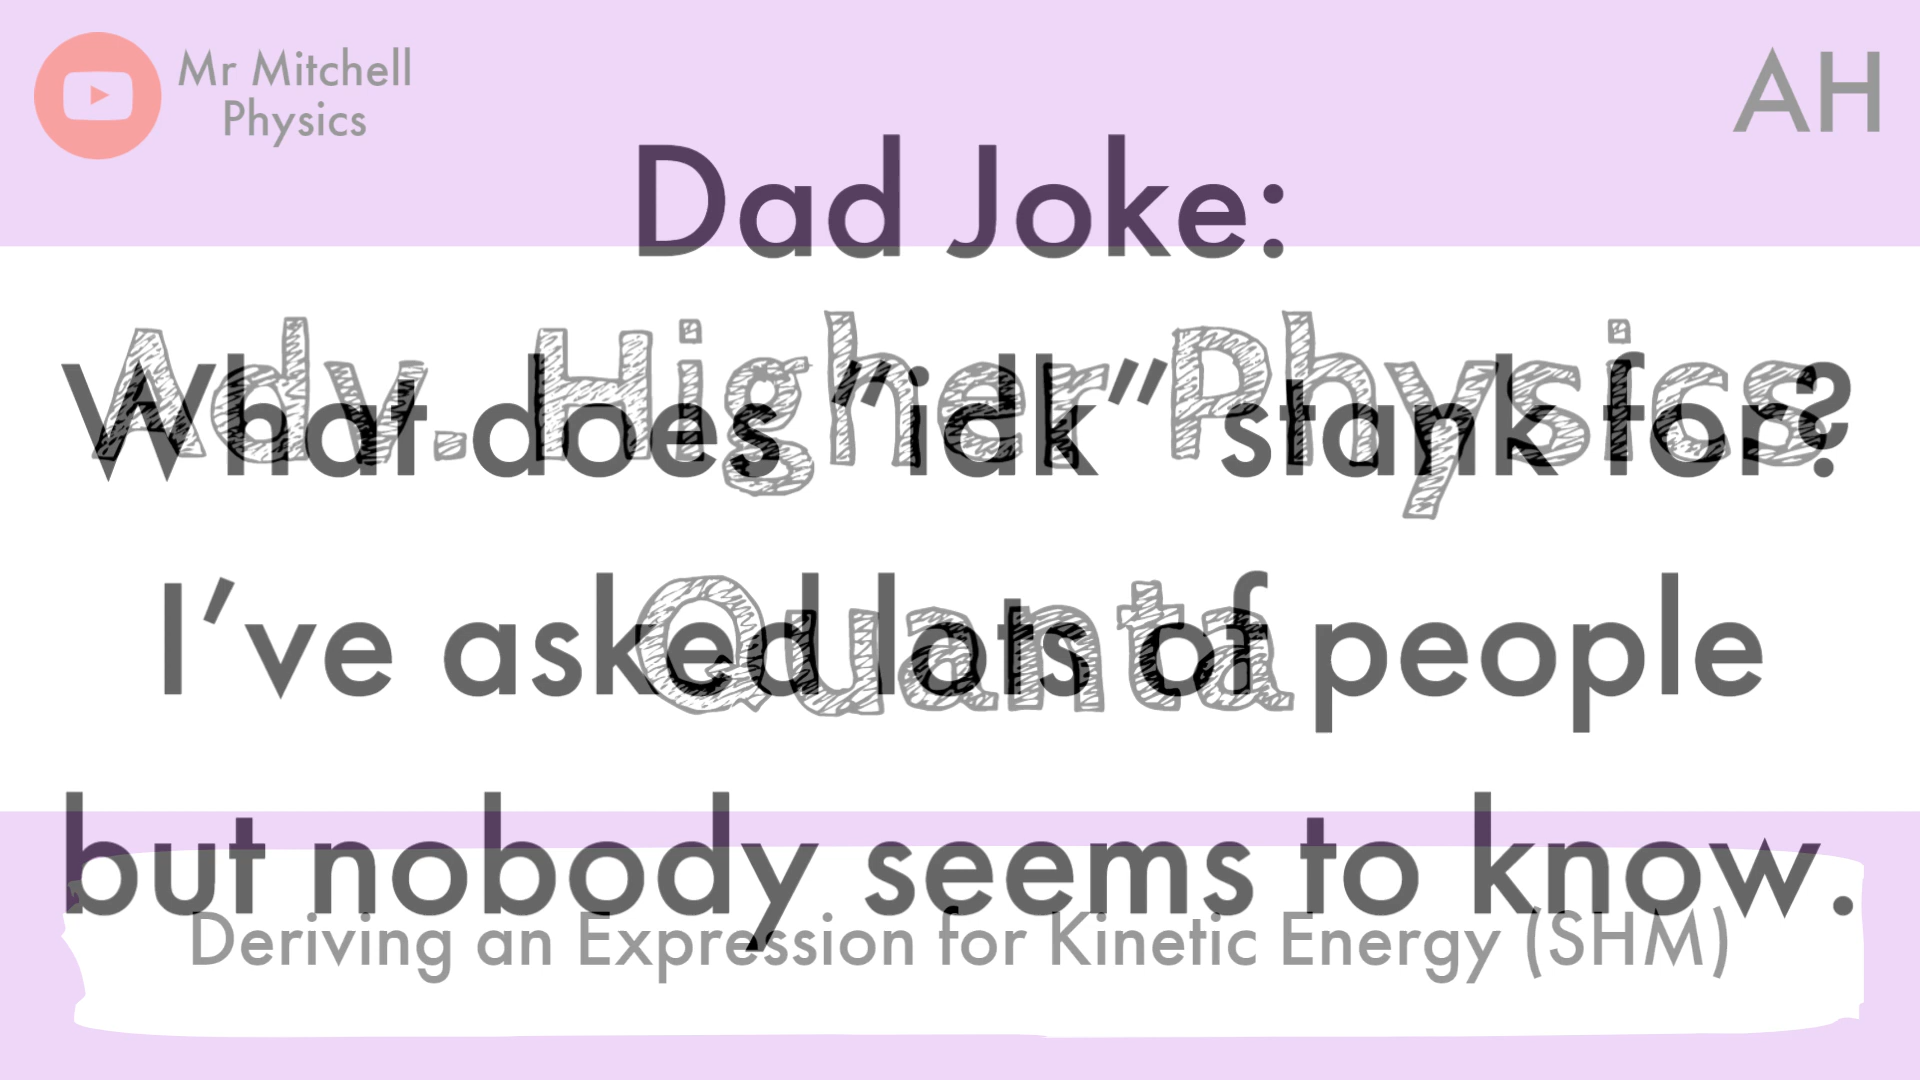 Mr Mitchell
Physics
AH
Dad Joke:
Adv. Higher Physics
What does "idk" stank for?
Quanta
I've asked lots of people
but nobody seems to know.
Deriving an Expression for Kinetic Energy (SHM)